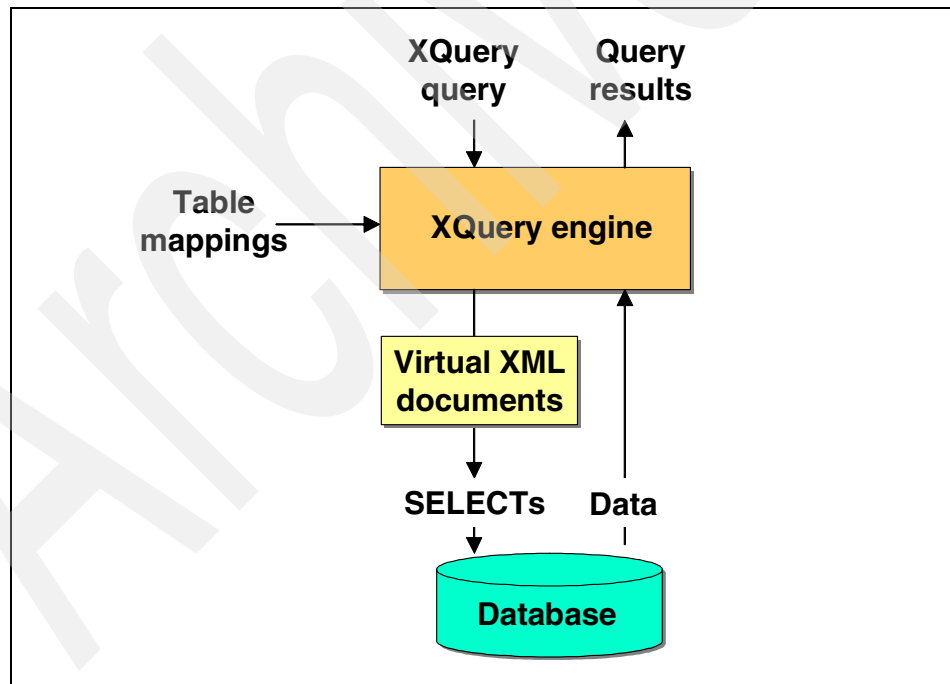 XQuery
query
Query
results
Table
mappings
XQuery engine
Virtual XML
documents
SELECTs
Data
Database